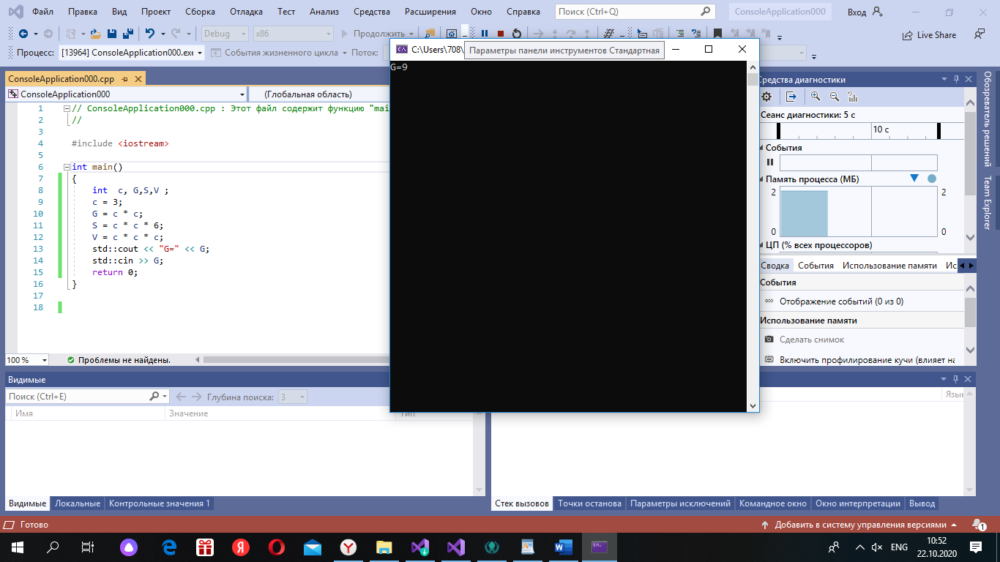 Файл Правка Вид Проект Сборка Отладка Тест Анализ Средства Расширения Окно Справка Поиск (Ctrl+Q) ConsoleApplication000 Вход
Debug x86 Продолжить Live Share
Процесс: [13964] ConsoleApplication000.exe События жизненного цикла Поток:
C:\Users\708\ Параметры панели инструментов Стандартная
G=9
ConsoleApplication000.cpp
ConsoleApplication000 (Глобальная область)
1 // ConsoleApplication000.cpp : Этот файл содержит функцию "mai
2 //
3
4 #include <iostream>
5
6 int main()
7 {
8 int c, G,S,V ;
9 c = 3;
10 G = c * c;
11 S = c * c * 6;
12 V = c * c * c;
13 std::cout << "G=" << G;
14 std::cin >> G;
15 return 0;
16 }
17
18
100 % Проблемы не найдены.
Средства диагностики
Сеанс диагностики: 5 с
10 с
События
Память процесса (МБ)
2 2
0 0
ЦП (% всех процессоров)
Сводка События Использование памяти Ис
События
Отображение событий (0 из 0)
Использование памяти
Сделать снимок
Включить профилирование кучи (влияет на
Обозреватель решений
Team Explorer
Видимые
Поиск (Ctrl+E) Глубина поиска: 3
Имя Значение Тип
Язык
Видимые Локальные Контрольные значения 1
Стек вызовов Точки останова Параметры исключений Командное окно Окно интерпретации Вывод
Готово Добавить в систему управления версиями 1
ENG 10:52
22.10.2020